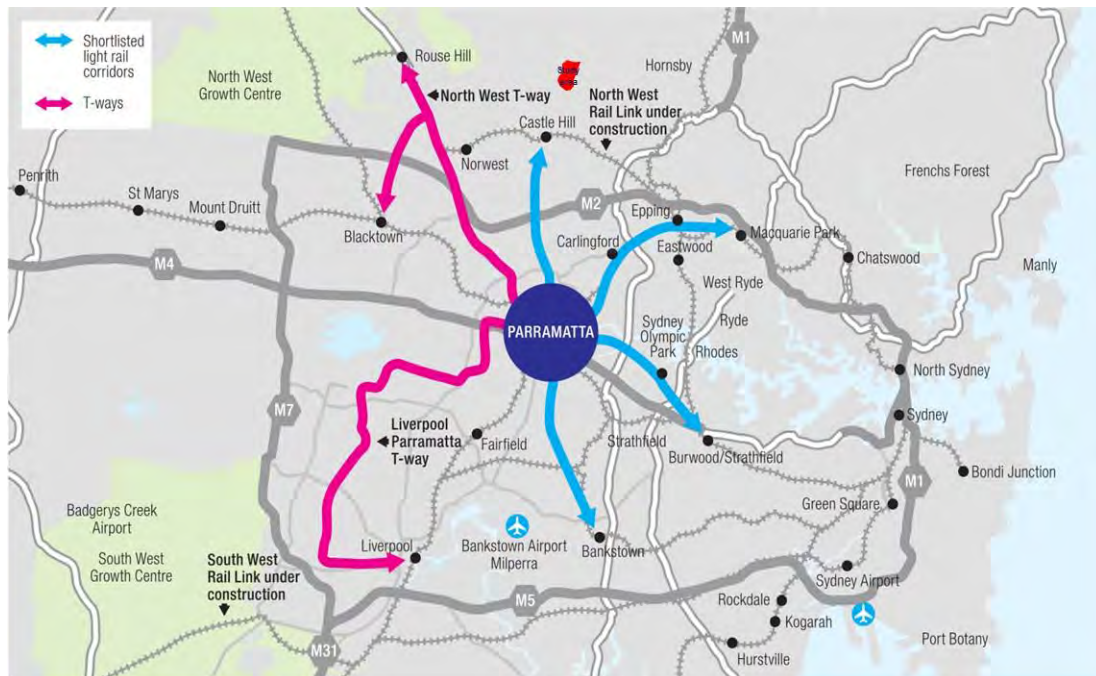 Shortlisted
light rail
corridors
T-ways
M1
Rouse Hill
Study
area
Hornsby
North West
Growth Centre
North West T-way
North West
Rail Link under
construction
Castle Hill
Norwest
Penrith
St Marys
Mount Druitt
Blacktown
M2
Epping
Frenchs Forest
Carlingford
Eastwood
Macquarie Park
Chatswood
Manly
M4
West Ryde
Ryde
PARRAMATTA
Sydney
Olympic
Park
Rhodes
North Sydney
M7
Sydney
Liverpool
Parramatta
T-way
Fairfield
Strathfield
Burwood/Strathfield
Bondi Junction
M1
Green Square
Badgerys Creek
Airport
South West
Growth Centre
South West
Rail Link under
construction
Liverpool
Bankstown Airport
Milperra
Bankstown
Sydney Airport
M5
Rockdale
Kogarah
Port Botany
M31
Hurstville